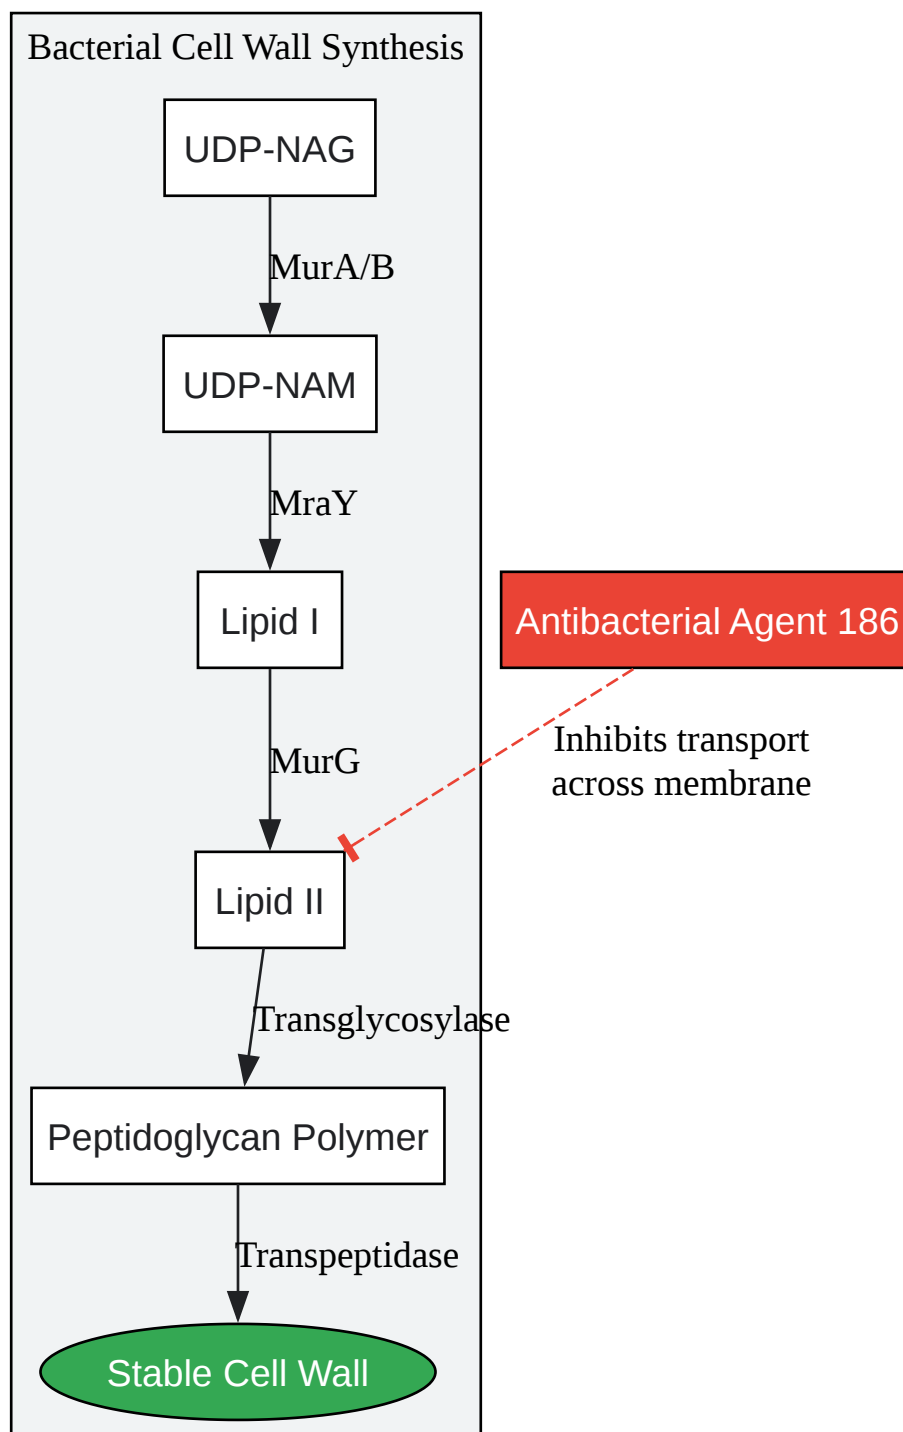 Bacterial Cell Wall Synthesis
UDP-NAG
MurA/B
UDP-NAM
MraY
Lipid I
Antibacterial Agent 186
Inhibits transport
across membrane
MurG
Lipid II
Transglycosylase
Peptidoglycan Polymer
Transpeptidase
Stable Cell Wall